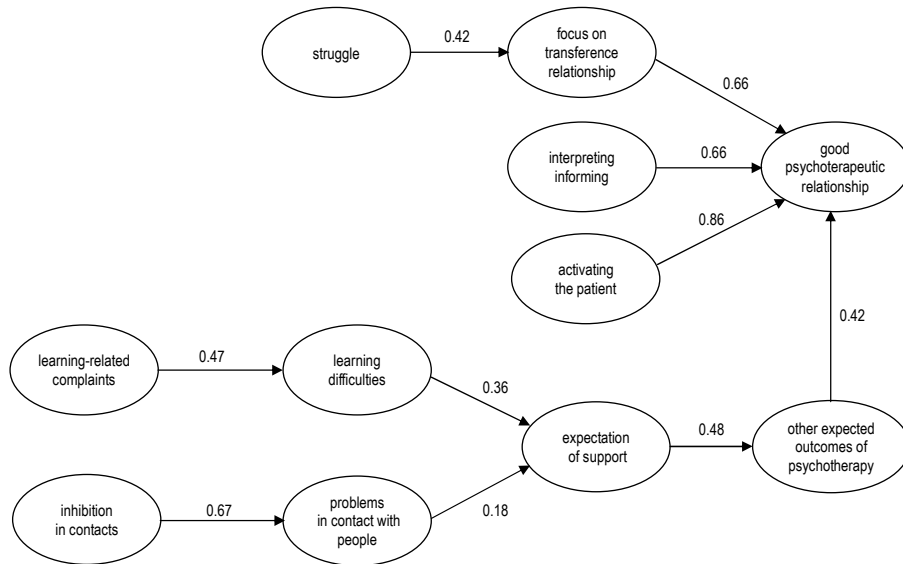 struggle
0.42
focus on
transference
relationship
0.66
interpreting
informing
0.66
good
psychoterapeutic
relationship
activating
the patient
0.86
0.42
learning-related
complaints
0.47
learning
difficulties
0.36
expectation
of support
0.48
other expected
outcomes of
psychotherapy
inhibition
in contacts
0.67
problems
in contact with
people
0.18